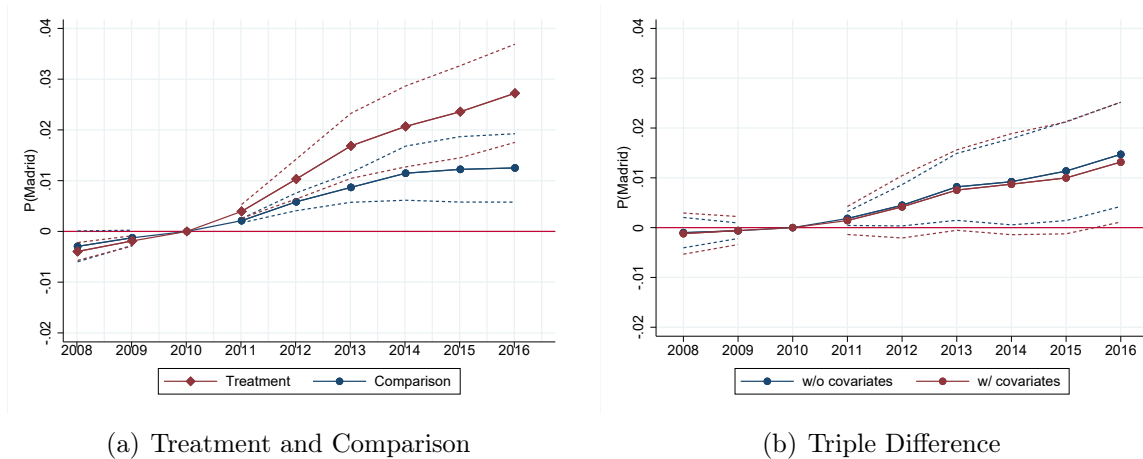 P(Madrid)
.04
.03
.02
.01
0
-.01
-.02
2008 2009 2010 2011 2012 2013 2014 2015 2016
Treatment Comparison
(a) Treatment and Comparison
P(Madrid)
.04
.03
.02
.01
0
-.01
-.02
2008 2009 2010 2011 2012 2013 2014 2015 2016
w/o covariates w/ covariates
(b) Triple Difference